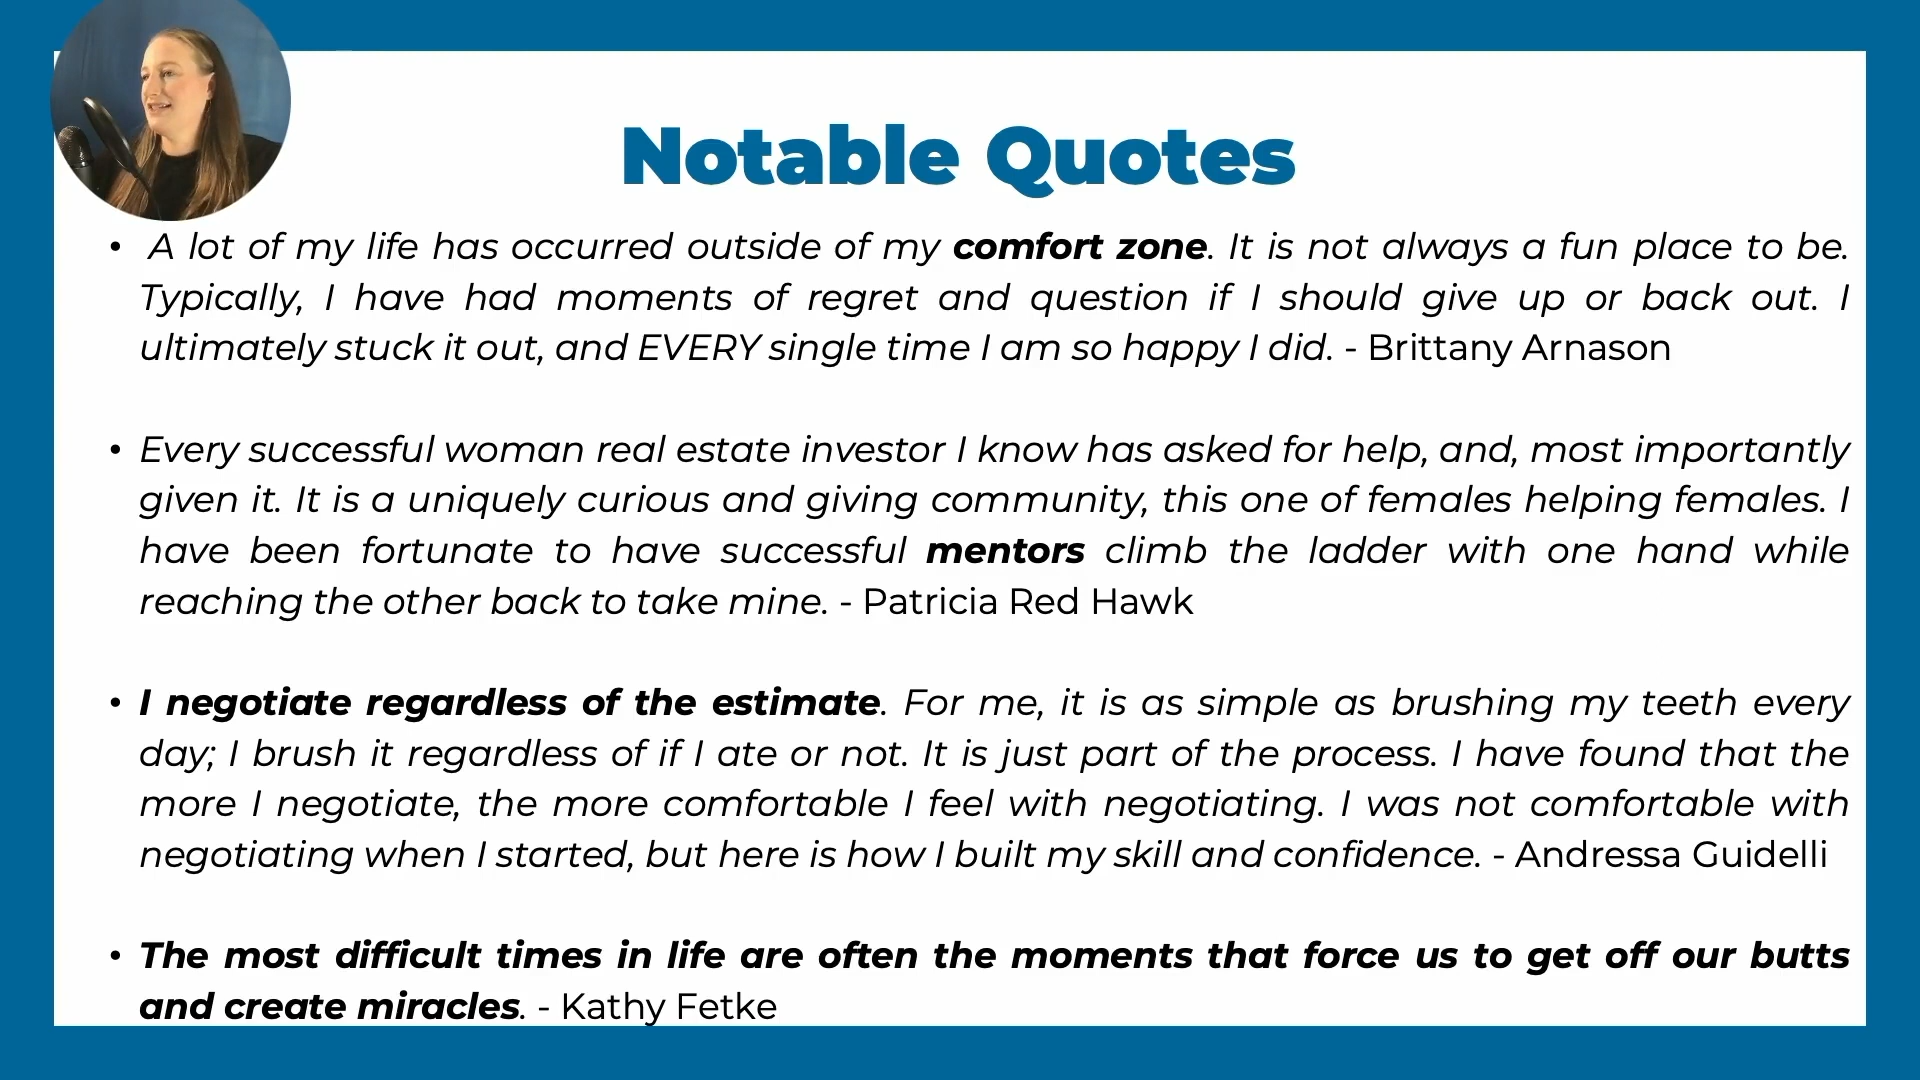 Notable Quotes
• A lot of my life has occurred outside of my comfort zone. It is not always a fun place to be.
Typically, I have had moments of regret and question if I should give up or back out. I
ultimately stuck it out, and EVERY single time I am so happy I did. - Brittany Arnason
• Every successful woman real estate investor I know has asked for help, and, most importantly
given it. It is a uniquely curious and giving community, this one of females helping females. I
have been fortunate to have successful mentors climb the ladder with one hand while
reaching the other back to take mine. - Patricia Red Hawk
• I negotiate regardless of the estimate. For me, it is as simple as brushing my teeth every
day; I brush it regardless of if I ate or not. It is just part of the process. I have found that the
more I negotiate, the more comfortable I feel with negotiating. I was not comfortable with
negotiating when I started, but here is how I built my skill and confidence. - Andressa Guidelli
• The most difficult times in life are often the moments that force us to get off our butts
and create miracles. - Kathy Fetke